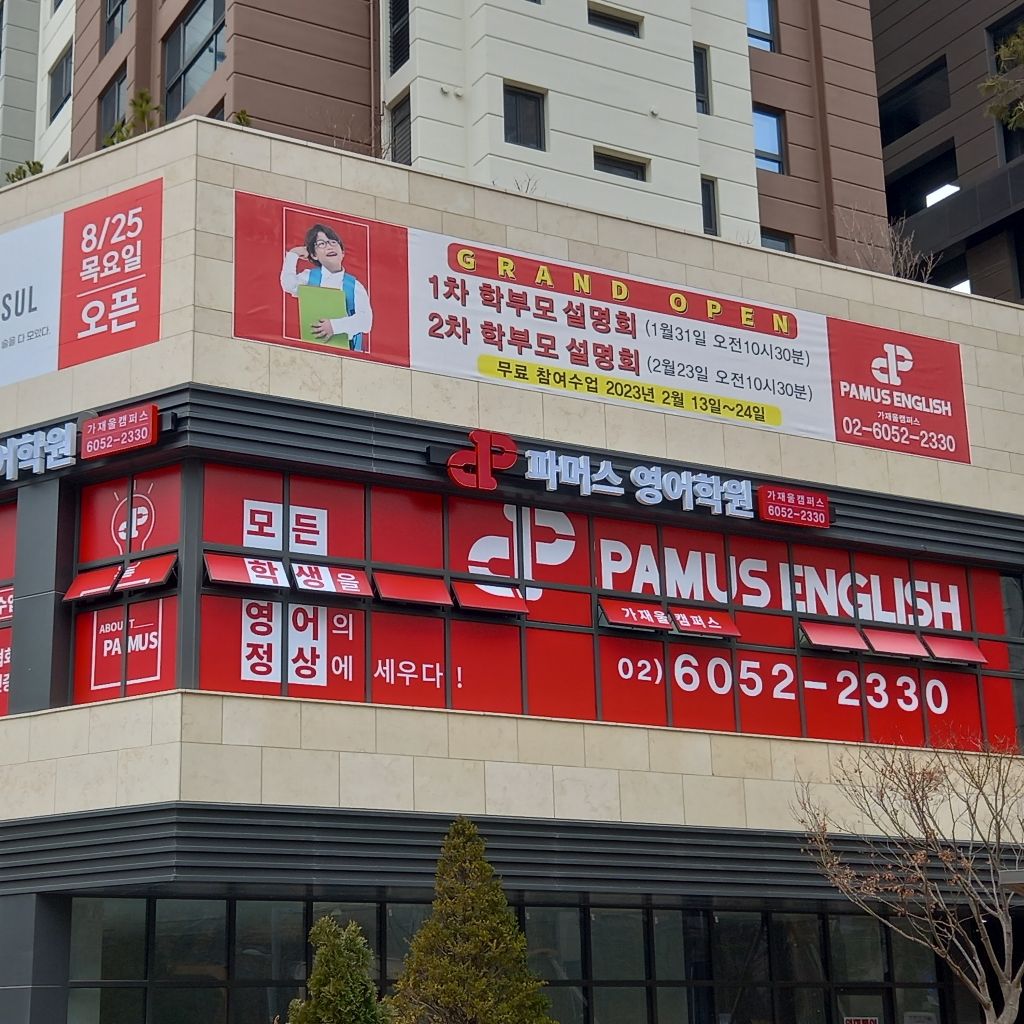 8/25
목요일
오픈
SUL
술을 다 모았다.
GRAND OPEN
1차 학부모 설명회 (1월31일 오전10시30분)
2차 학부모 설명회 (2월23일 오전10시30분)
무료 참여수업 2023년 2월 13일~24일
PAMUS ENGLISH
가재울캠퍼스
02-6052-2330
어학원
가재울캠퍼스
6052-2330
파머스 영어학원
가재울캠퍼스
6052-2330
모든
학생을
영어의
정상에 세우다 !
PAMUS ENGLISH
가재울캠퍼스
02) 6052-2330
ABOUT
PAMUS